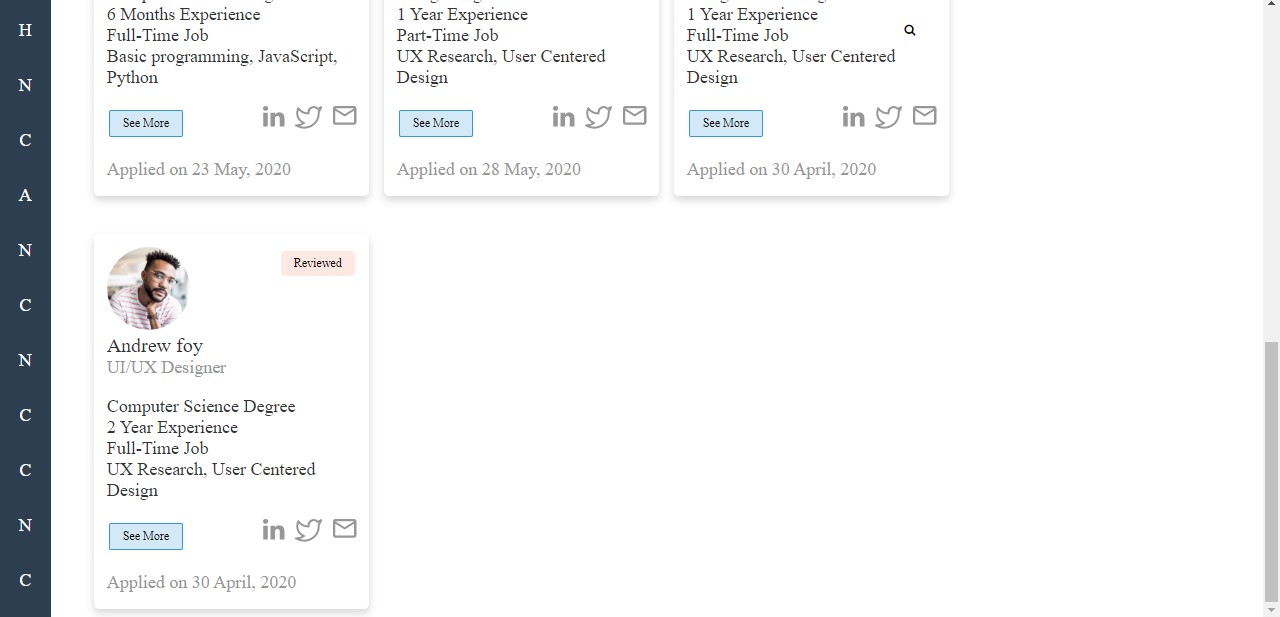 H
N
C
A
N
C
N
C
C
N
C
6 Months Experience
Full-Time Job
Basic programming, JavaScript,
Python
See More
in
Applied on 23 May, 2020
1 Year Experience
Part-Time Job
UX Research, User Centered
Design
See More
in
Applied on 28 May, 2020
1 Year Experience
Full-Time Job
UX Research, User Centered
Design
See More
in
Applied on 30 April, 2020
Reviewed
Andrew foy
UI/UX Designer
Computer Science Degree
2 Year Experience
Full-Time Job
UX Research, User Centered
Design
See More
in
Applied on 30 April, 2020